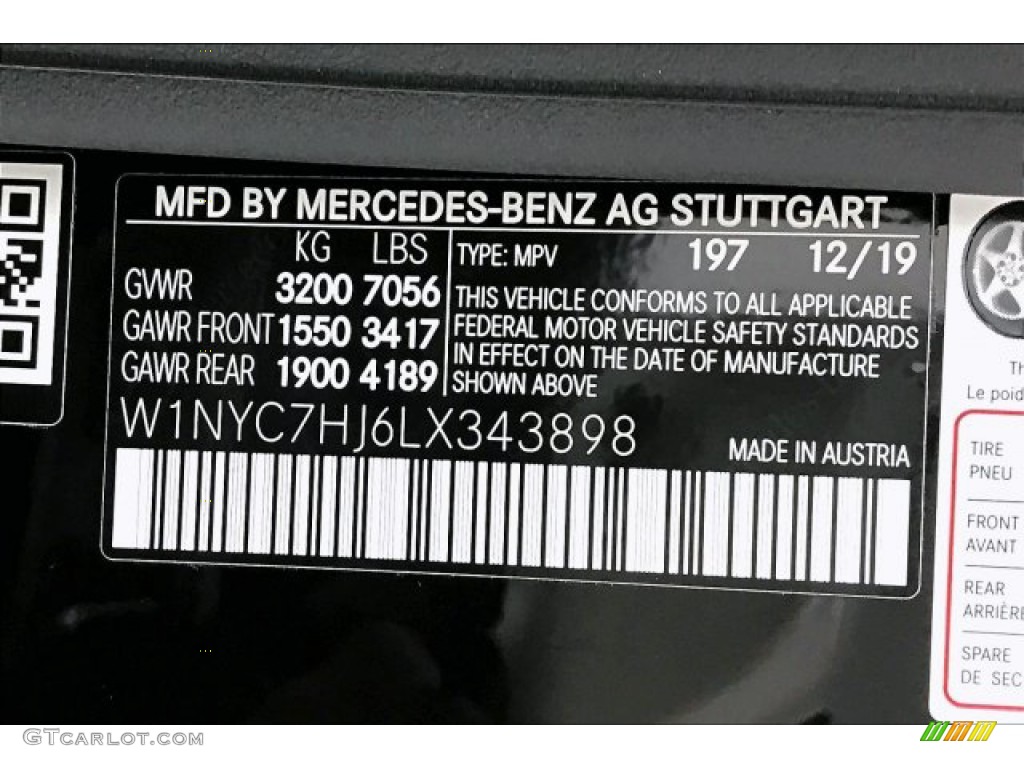 MFD BY MERCEDES-BENZ AG STUTTGART
KG LBS
GVWR 3200 7056
GAWR FRONT 1550 3417
GAWR REAR 1900 4189
TYPE: MPV 197 12/19
THIS VEHICLE CONFORMS TO ALL APPLICABLE
FEDERAL MOTOR VEHICLE SAFETY STANDARDS
IN EFFECT ON THE DATE OF MANUFACTURE
SHOWN ABOVE
W1NYC7HJ6LX343898
MADE IN AUSTRIA
Le poid
TIRE
PNEU
FRONT
AVANT
REAR
ARRIÈRE
SPARE
DE SEC
GTCARLOT.COM